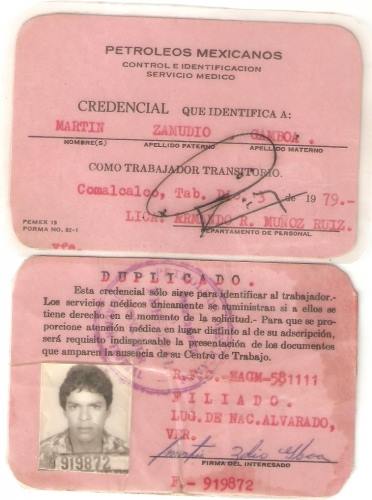 PETROLEOS MEXICANOS
CONTROL E IDENTIFICACION
SERVICIO MEDICO
CREDENCIAL QUE IDENTIFICA A:
MARTIN ZAMUDIO GAMBOA.
NOMBRE(S) APELLIDO PATERNO APELLIDO MATERNO
COMO TRABAJADOR TRANSITORIO.
Comalcalco, Tab. 3 de 1979.-
LIC. ARMANDO R. MUÑOZ RUIZ.
PEMEX 15
FORMA NO. 82-1
DEPARTAMENTO DE PERSONAL
vfa.
DUPLICADO.
Esta credencial sólo sirve para identificar al trabajador.-
Los servicios médicos únicamente se suministran si a ellos se
tiene derecho en el momento de la solicitud.- Para que se pro-
porcione atención médica en lugar distinto al de su adscripción,
será requisito indispensable la presentación de los documentos
que amparen la ausencia de su Centro de Trabajo.
MAGM-581111
FILIADO.
LUG. DE NAC. ALVARADO,
VER.
919872
FIRMA DEL INTERESADO
F.- 919872